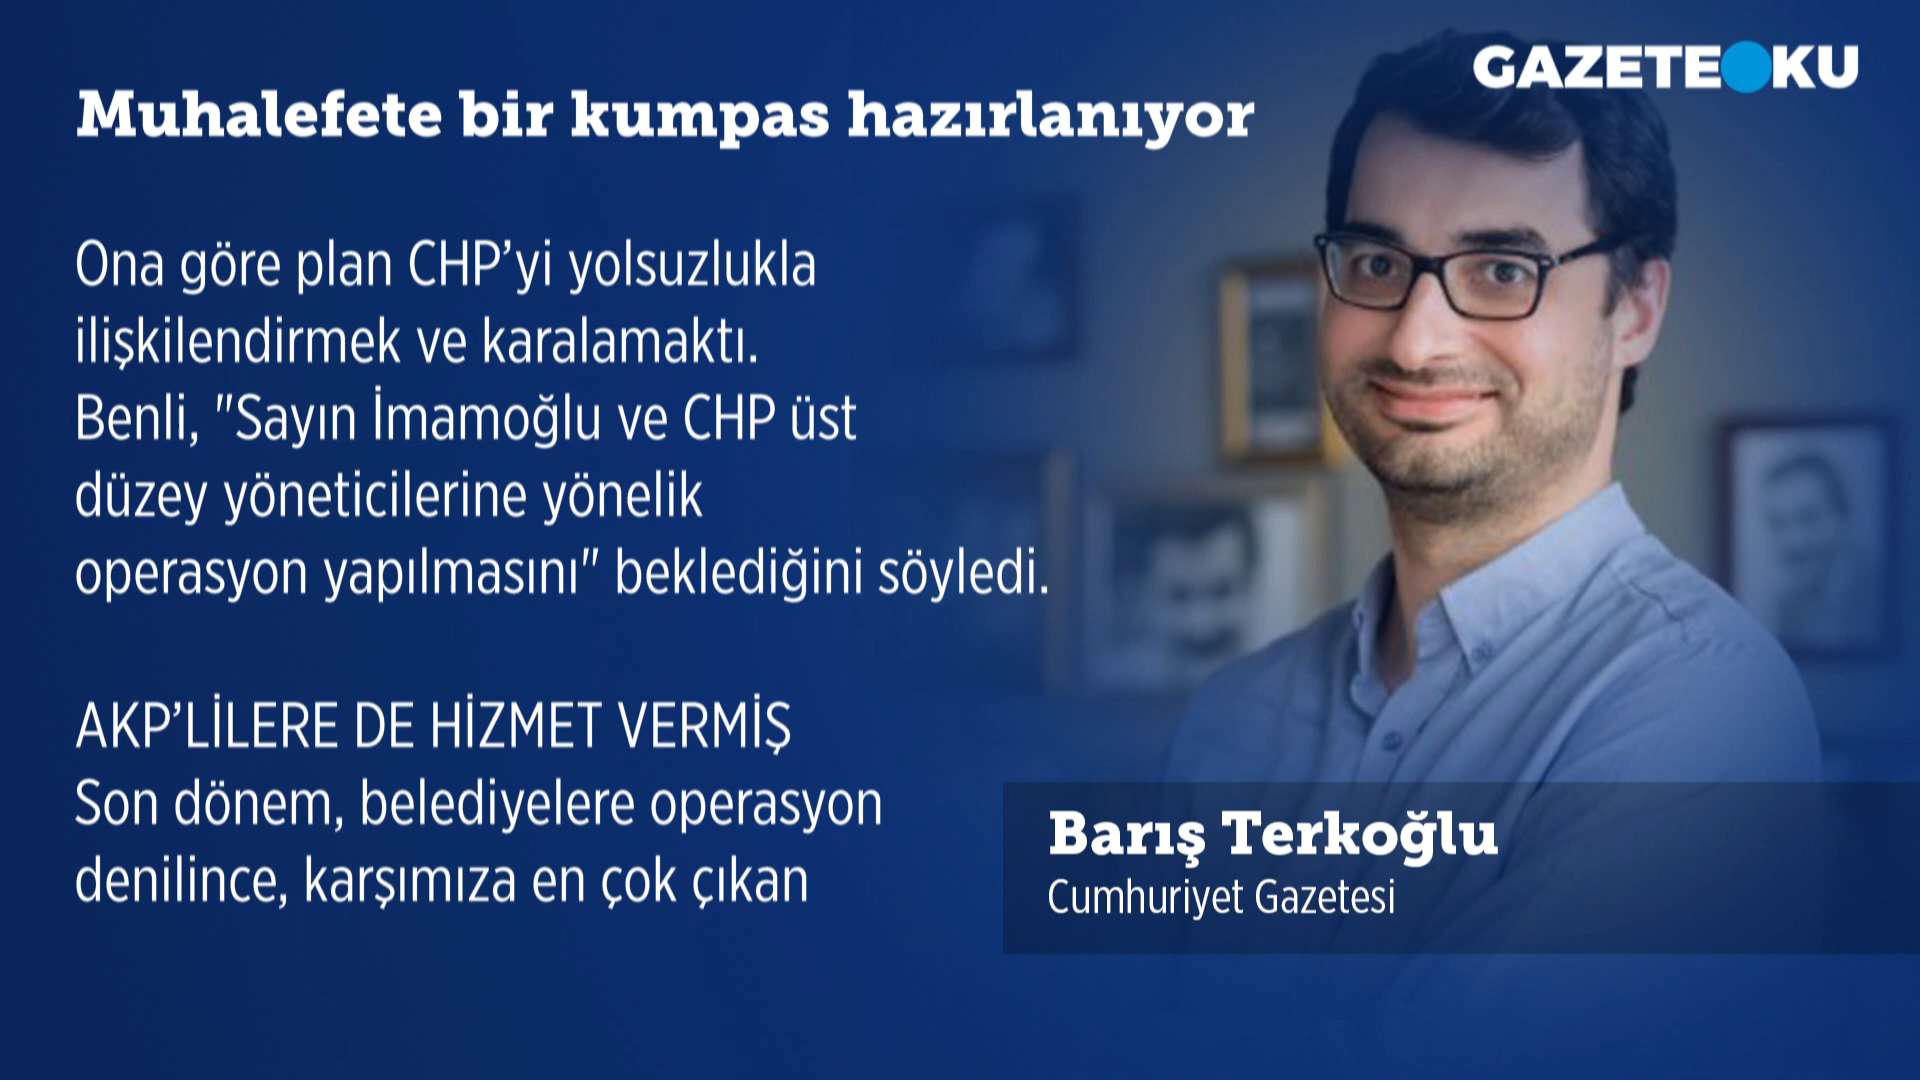 GAZETE OKU
Muhalefete bir kumpas hazırlanıyor
Ona göre plan CHP’yi yolsuzlukla
ilişkilendirmek ve karalamaktı.
Benli, "Sayın İmamoğlu ve CHP üst
düzey yöneticilerine yönelik
operasyon yapılmasını" beklediğini söyledi.
AKP’LİLERE DE HİZMET VERMİŞ
Son dönem, belediyelere operasyon
denilince, karşımıza en çok çıkan
Barış Terkoğlu
Cumhuriyet Gazetesi